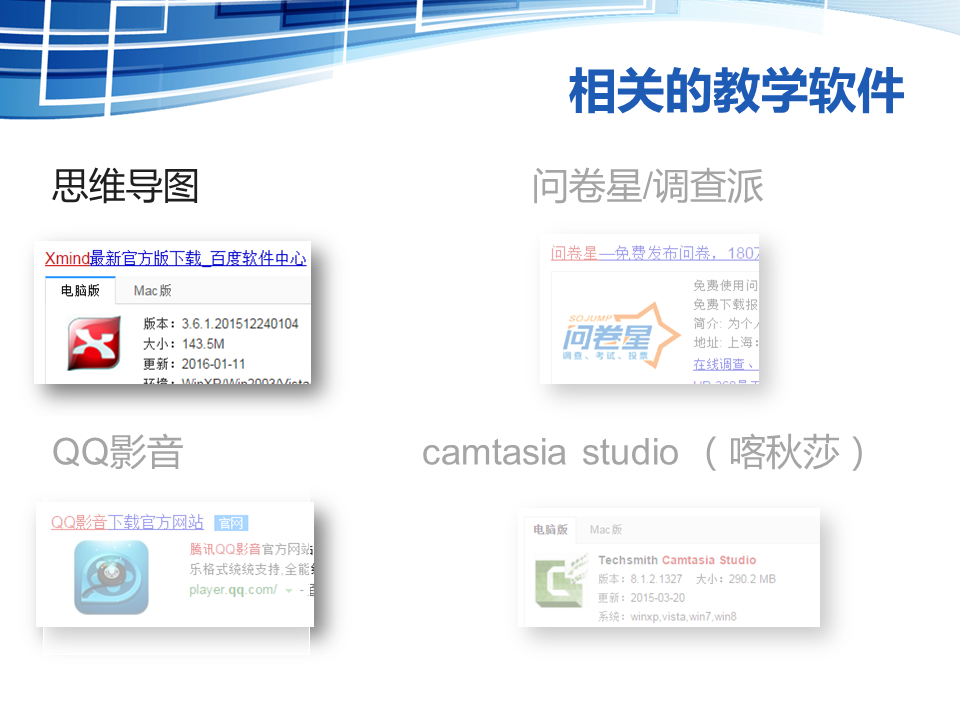 相关的教学软件
思维导图
问卷星/调查派
Xmind最新官方版下载_百度软件中心
电脑版 Mac版
版本：3.6.1.201512240104
大小：143.5M
更新：2016-01-11
环境：WinXP/Win2003/Vista
问卷星—免费发布问卷，1807
SOJUMP
问卷星
调查、考试、投票
免费使用问
免费下载报
简介: 为个人
地址: 上海:
在线调查、
QQ影音
camtasia studio （喀秋莎）
QQ影音下载官方网站 官网
腾讯QQ影音官方网站
乐格式统统支持,全能
player.qq.com/ - 百
电脑版 Mac版
Techsmith Camtasia Studio
版本：8.1.2.1327 大小：290.2 MB
更新：2015-03-20
系统：winxp,vista,win7,win8